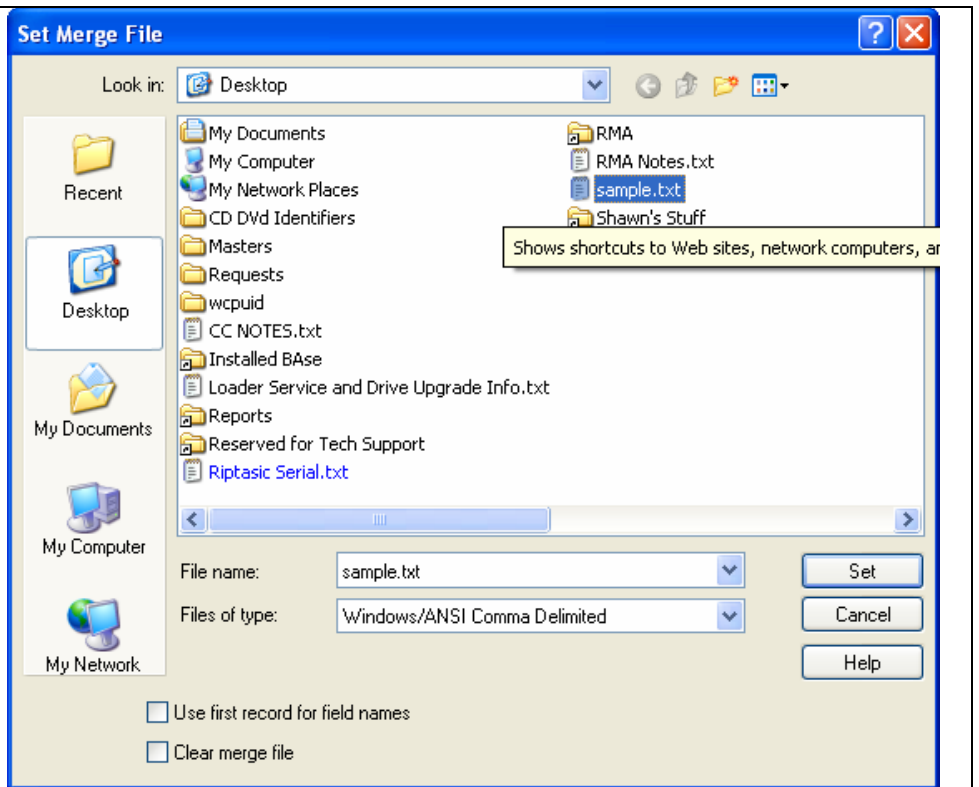 Set Merge File
Look in:
Desktop
Recent
Desktop
My Documents
My Computer
My Network
My Documents
My Computer
My Network Places
CD DVd Identifiers
Masters
Requests
wcpuid
CC NOTES.txt
Installed BAse
Loader Service and Drive Upgrade Info.txt
Reports
Reserved for Tech Support
Riptasic Serial.txt
RMA
RMA Notes.txt
sample.txt
Shawn's Stuff
Shows shortcuts to Web sites, network computers, ar
File name:
sample.txt
Set
Files of type:
Windows/ANSI Comma Delimited
Cancel
Help
Use first record for field names
Clear merge file